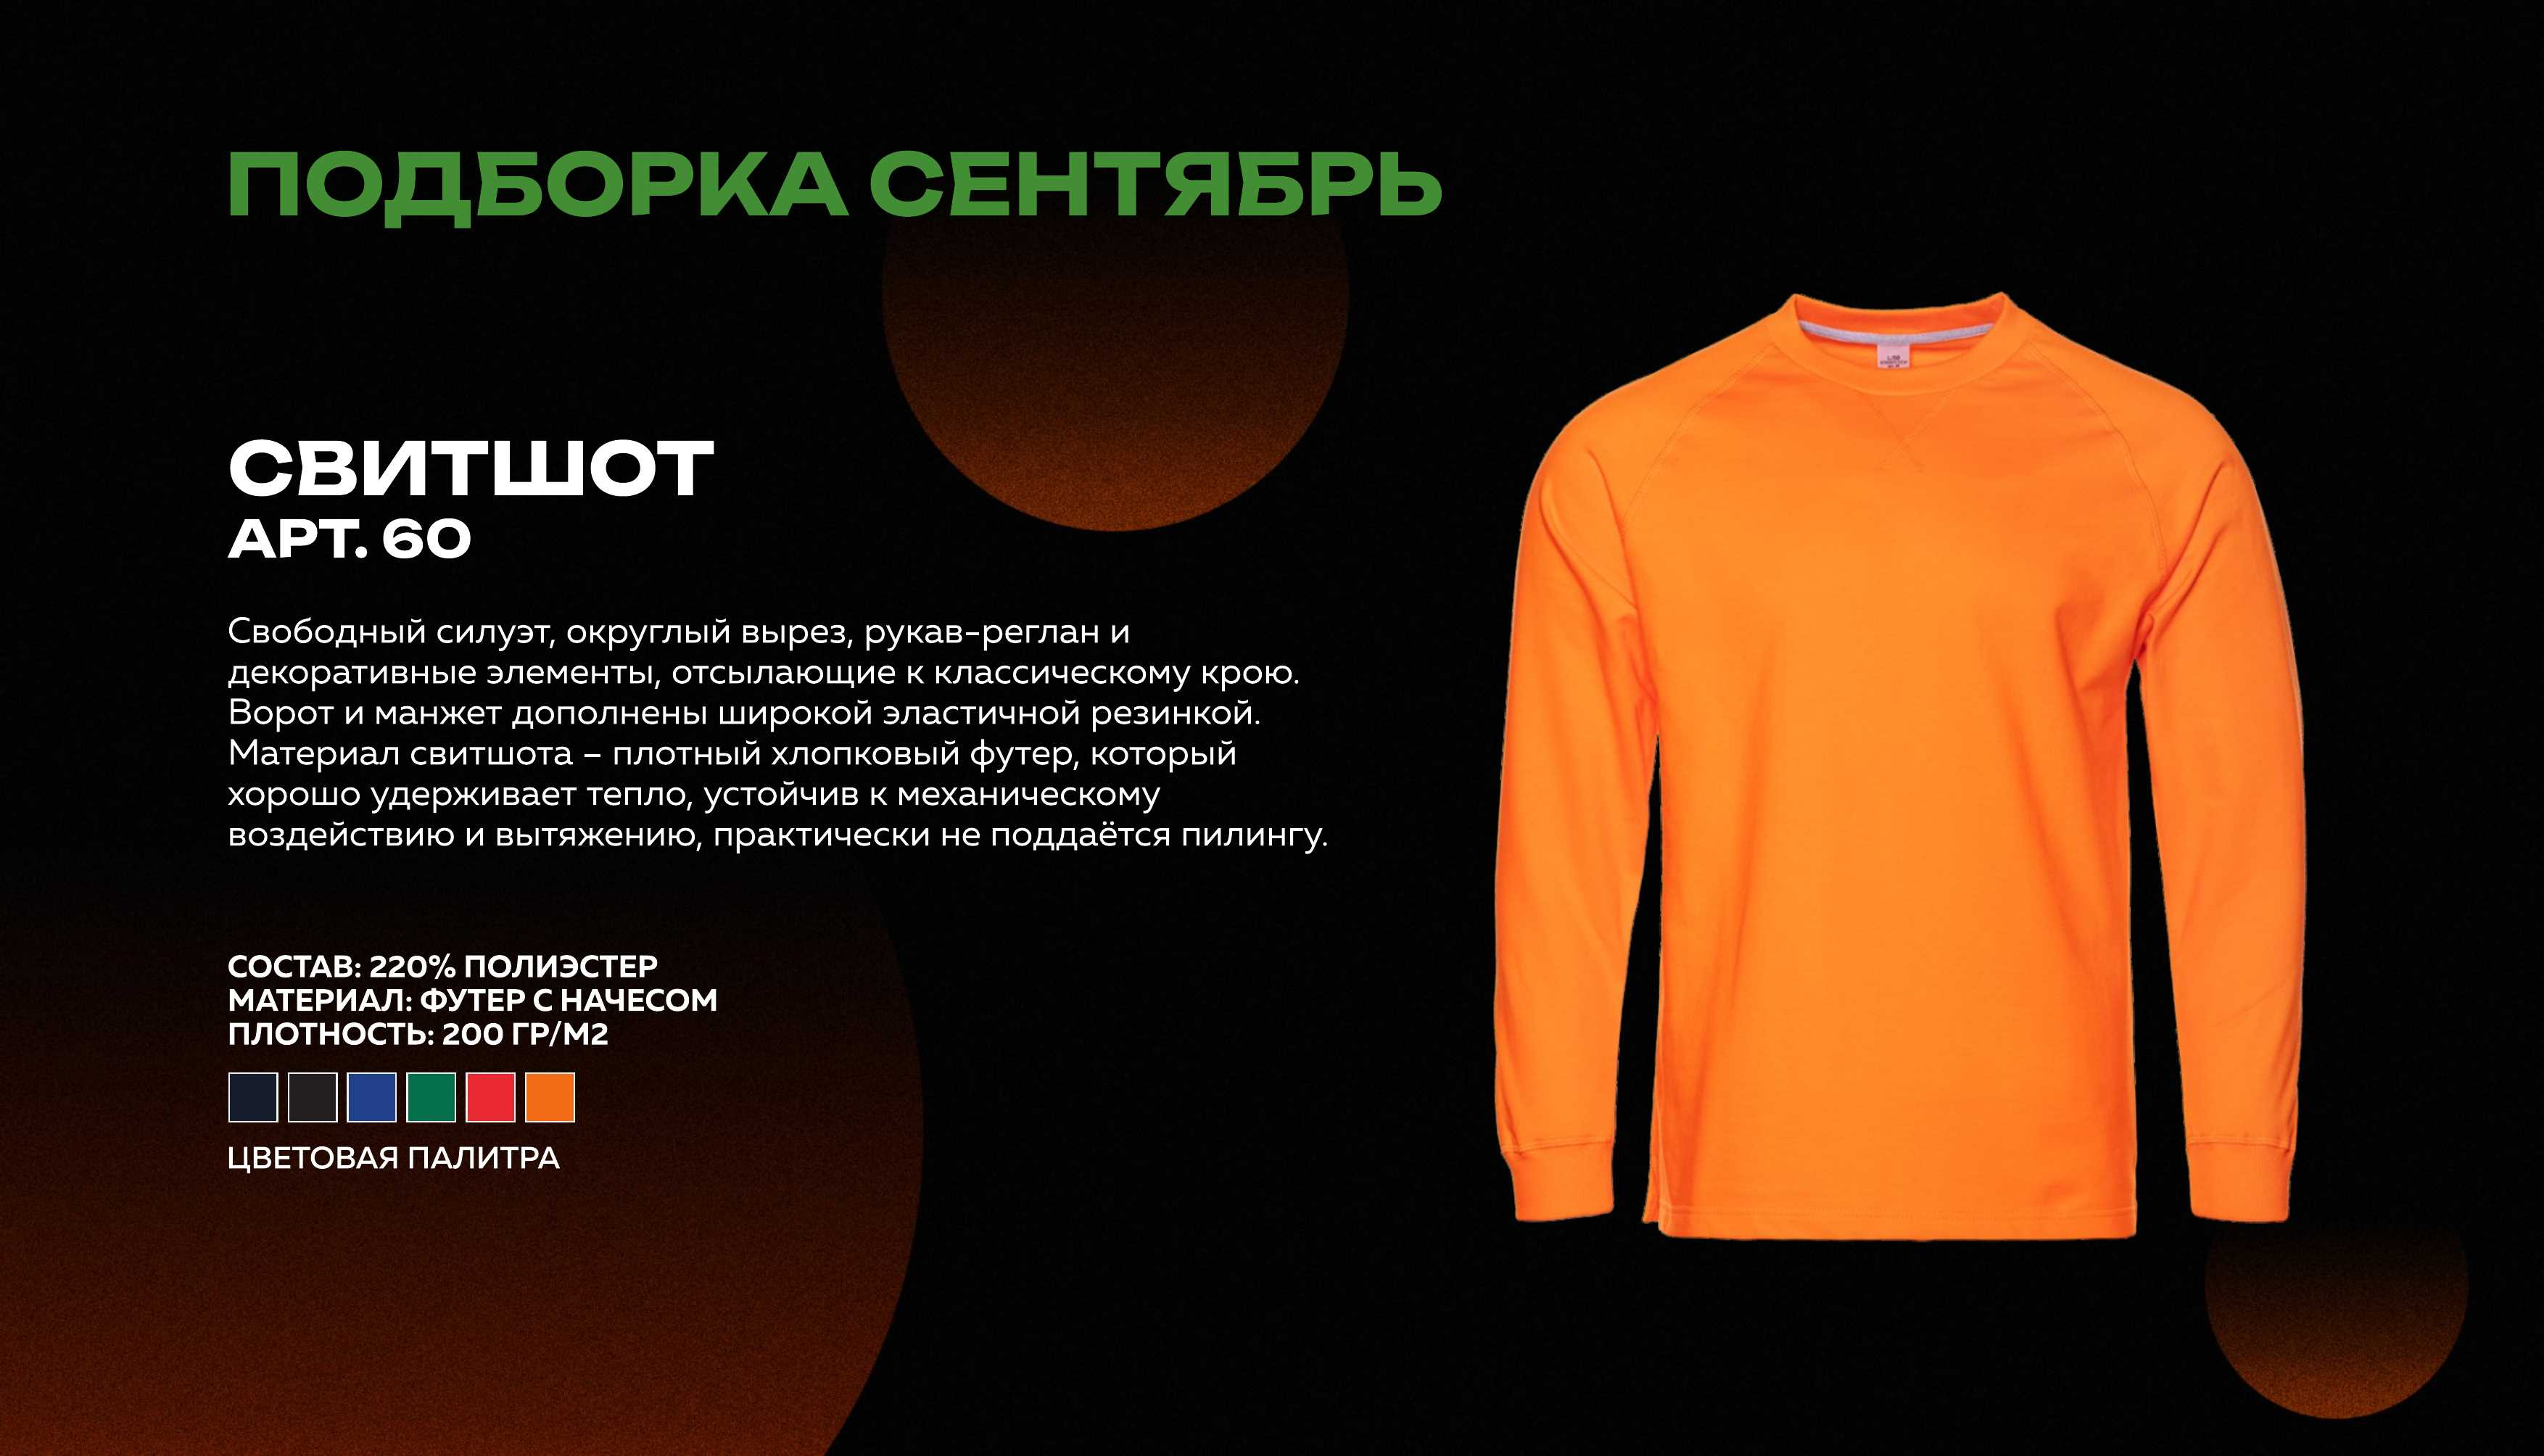 ПОДБОРКА СЕНТЯБРЬ
СВИТШОТ
АРТ. 60
Свободный силуэт, округлый вырез, рукав-реглан и
декоративные элементы, отсылающие к классическому крою.
Ворот и манжет дополнены широкой эластичной резинкой.
Материал свитшота – плотный хлопковый футер, который
хорошо удерживает тепло, устойчив к механическому
воздействию и вытяжению, практически не поддаётся пилингу.
СОСТАВ: 220% ПОЛИЭСТЕР
МАТЕРИАЛ: ФУТЕР С НАЧЕСОМ
ПЛОТНОСТЬ: 200 ГР/М2
ЦВЕТОВАЯ ПАЛИТРА